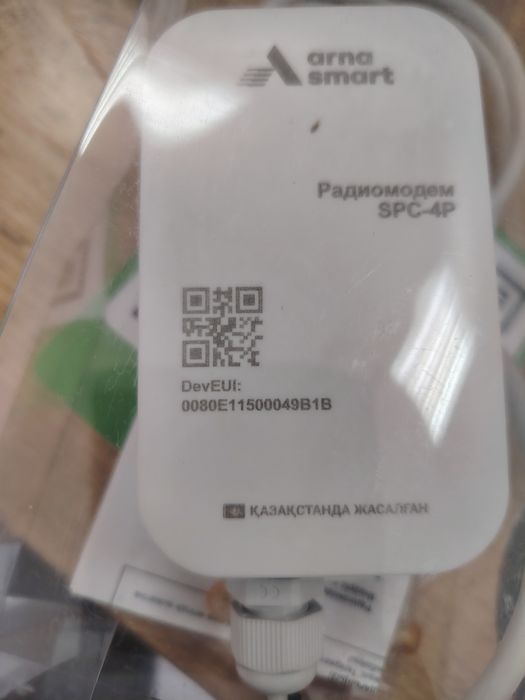 arna
smart
Радиомодем
SPC-4P
DevEUI:
0080E11500049B1B
ҚАЗАҚСТАНДА ЖАСАЛҒАН